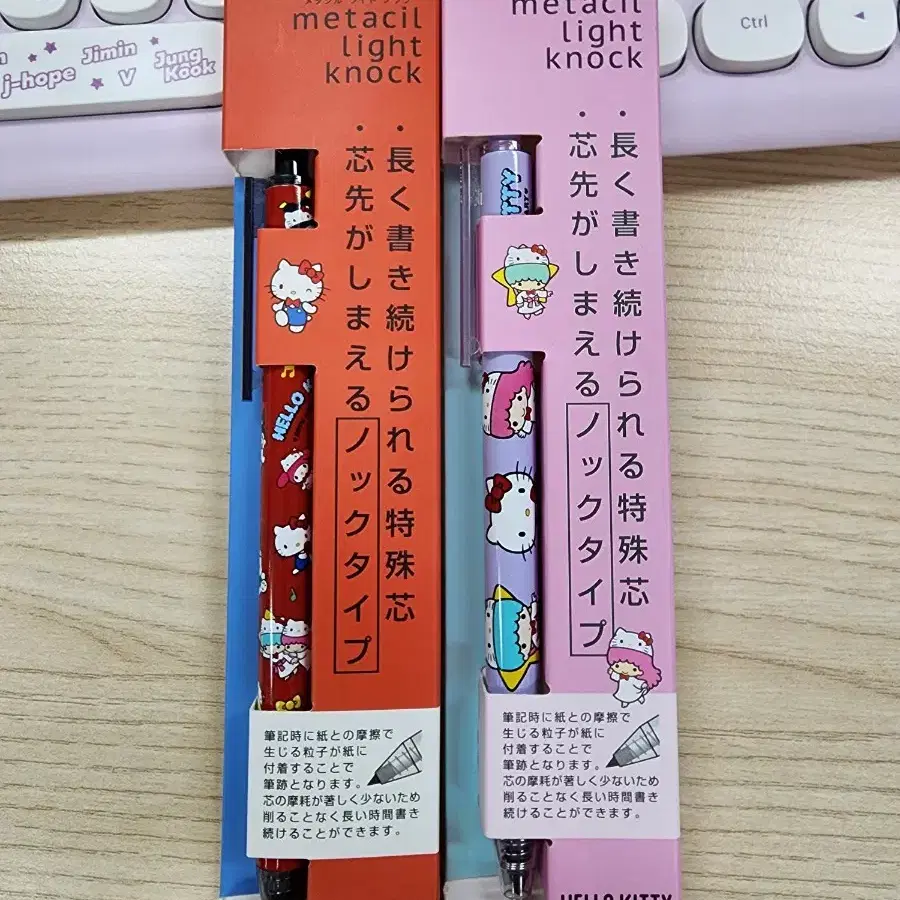 Jimin
j-hope
V
Jung
Kook
Ctrl
metacil
light
knock
・長く書き続けられる特殊芯
・芯先がしまえるノックタイプ
HELLO K
筆記時に紙との摩擦で
生じる粒子が紙に
付着することで
筆跡となります。
芯の摩耗が著しく少ないため
削ることなく長い時間書き
続けることができます。
metacil
light
knock
・長く書き続けられる特殊芯
・芯先がしまえるノックタイプ
筆記時に紙との摩擦で
生じる粒子が紙に
付着することで
筆跡となります。
芯の摩耗が著しく少ないため
削ることなく長い時間書き
続けることができます。
HELLO KITTY